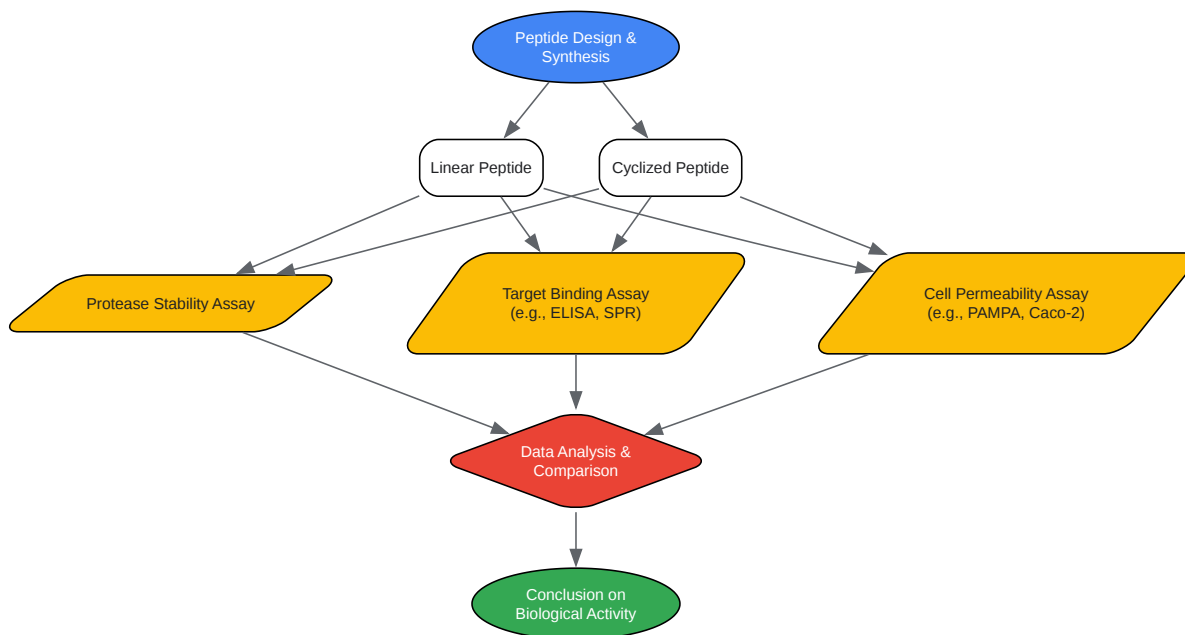 Peptide Design &
Synthesis
Linear Peptide
Cyclized Peptide
Protease Stability Assay
Target Binding Assay
(e.g., ELISA, SPR)
Cell Permeability Assay
(e.g., PAMPA, Caco-2)
Data Analysis &
Comparison
Conclusion on
Biological Activity